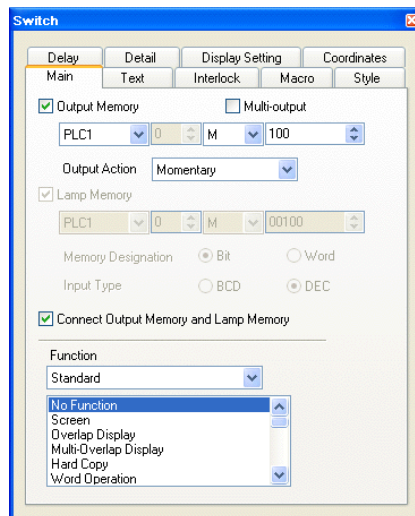 Switch
Delay Detail Display Setting Coordinates
Main Text Interlock Macro Style
Output Memory Multi-output
PLC1 0 M 100
Output Action Momentary
Lamp Memory
PLC1 0 M 00100
Memory Designation Bit Word
Input Type BCD DEC
Connect Output Memory and Lamp Memory
Function
Standard
No Function
Screen
Overlap Display
Multi-Overlap Display
Hard Copy
Word Operation